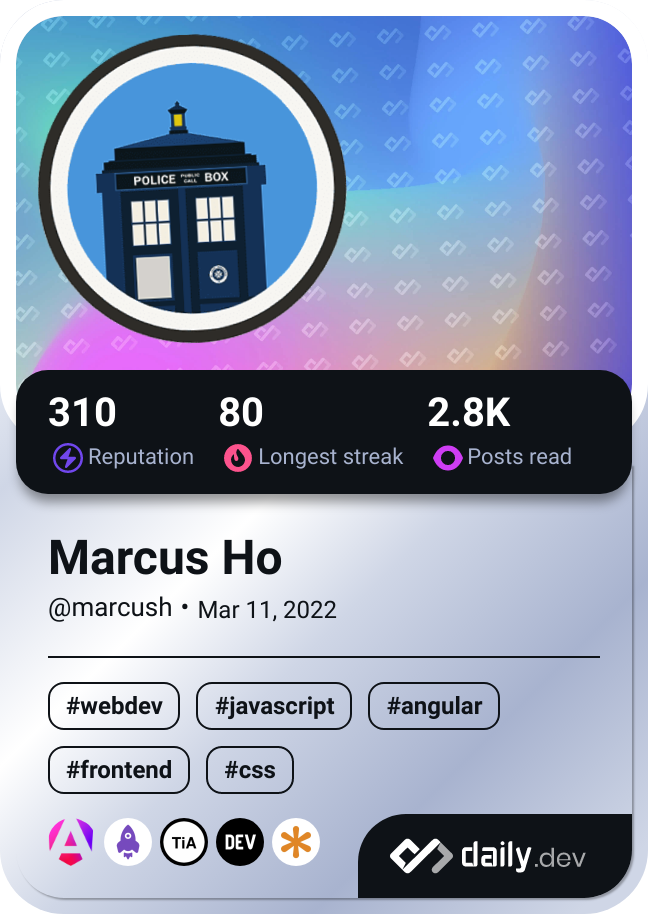 POLICE PUBLIC CALL BOX
310 80 2.8K
Reputation Longest streak Posts read
Marcus Ho
@marcush • Mar 11, 2022
#webdev #javascript #angular
#frontend #css
TiA DEV
daily.dev